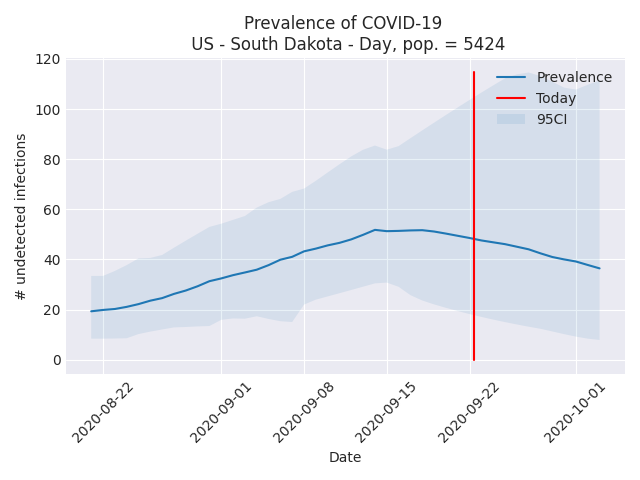 Prevalence of COVID-19
US - South Dakota - Day, pop. = 5424
120
100
80
60
40
20
0
# undetected infections
Prevalence
Today
95CI
2020-08-22
2020-09-01
2020-09-08
2020-09-15
2020-09-22
2020-10-01
Date